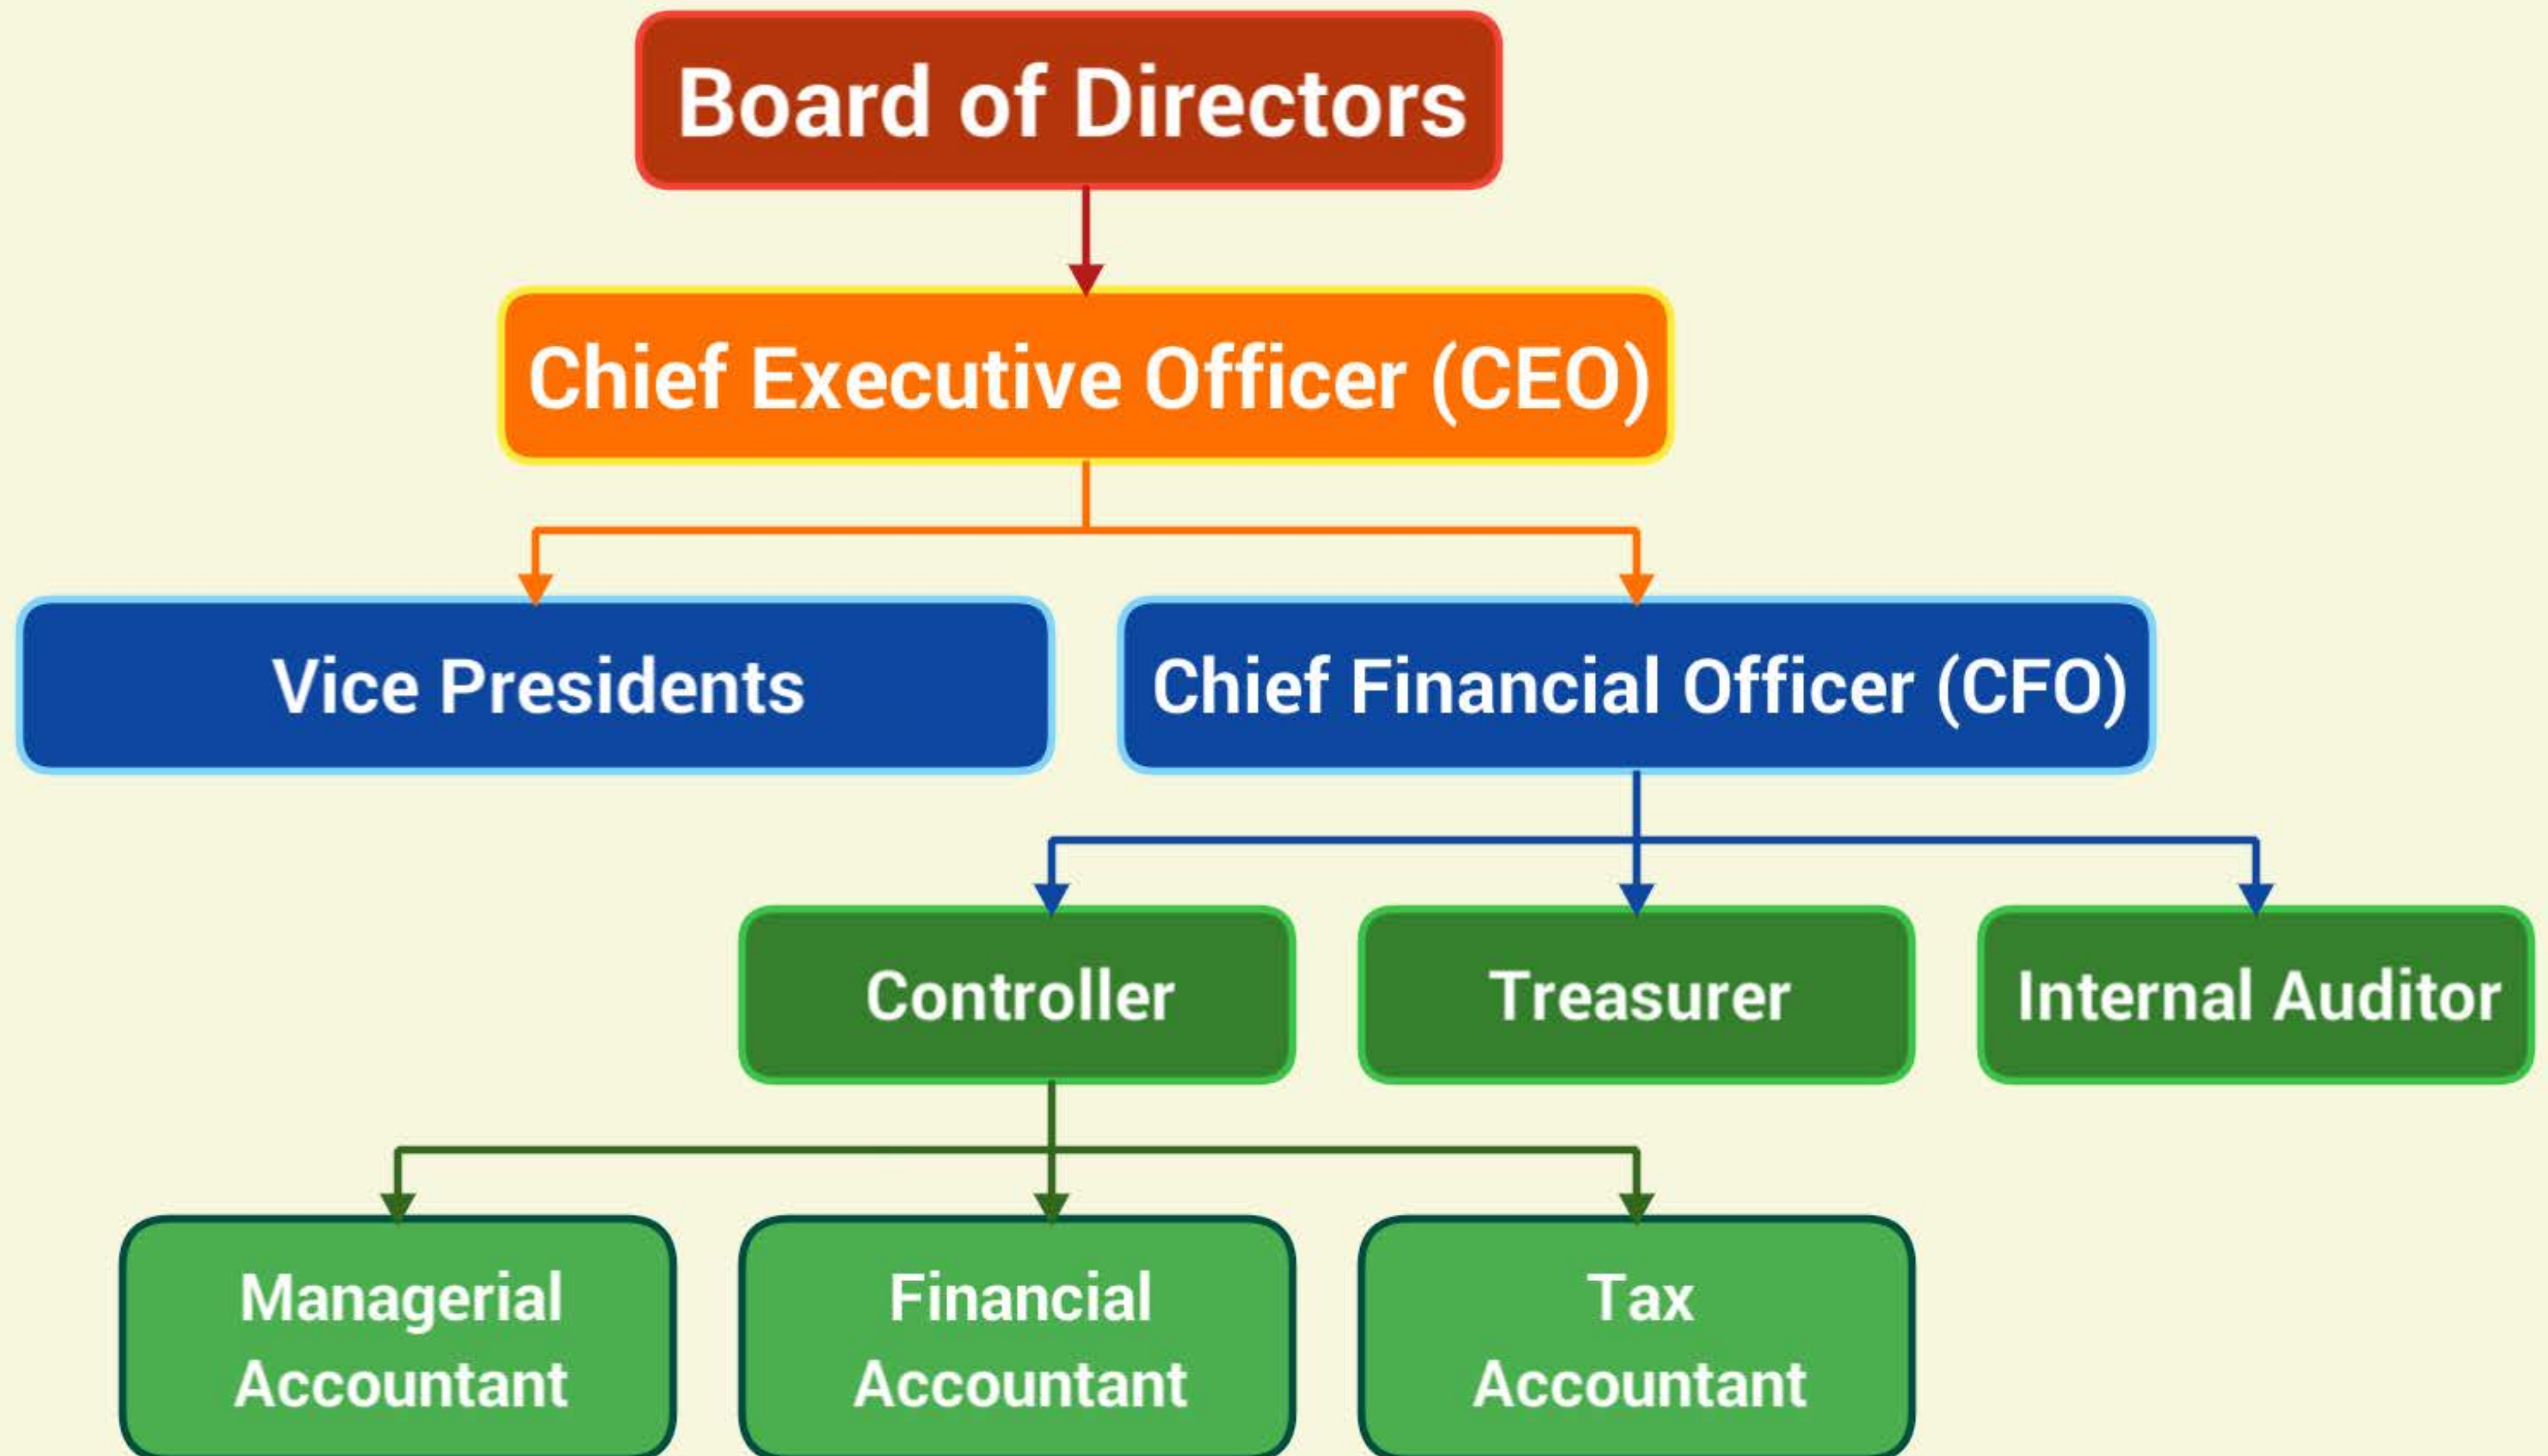 Board of Directors
Chief Executive Officer (CEO)
Vice Presidents
Chief Financial Officer (CFO)
Controller
Treasurer
Internal Auditor
Managerial
Accountant
Financial
Accountant
Tax
Accountant